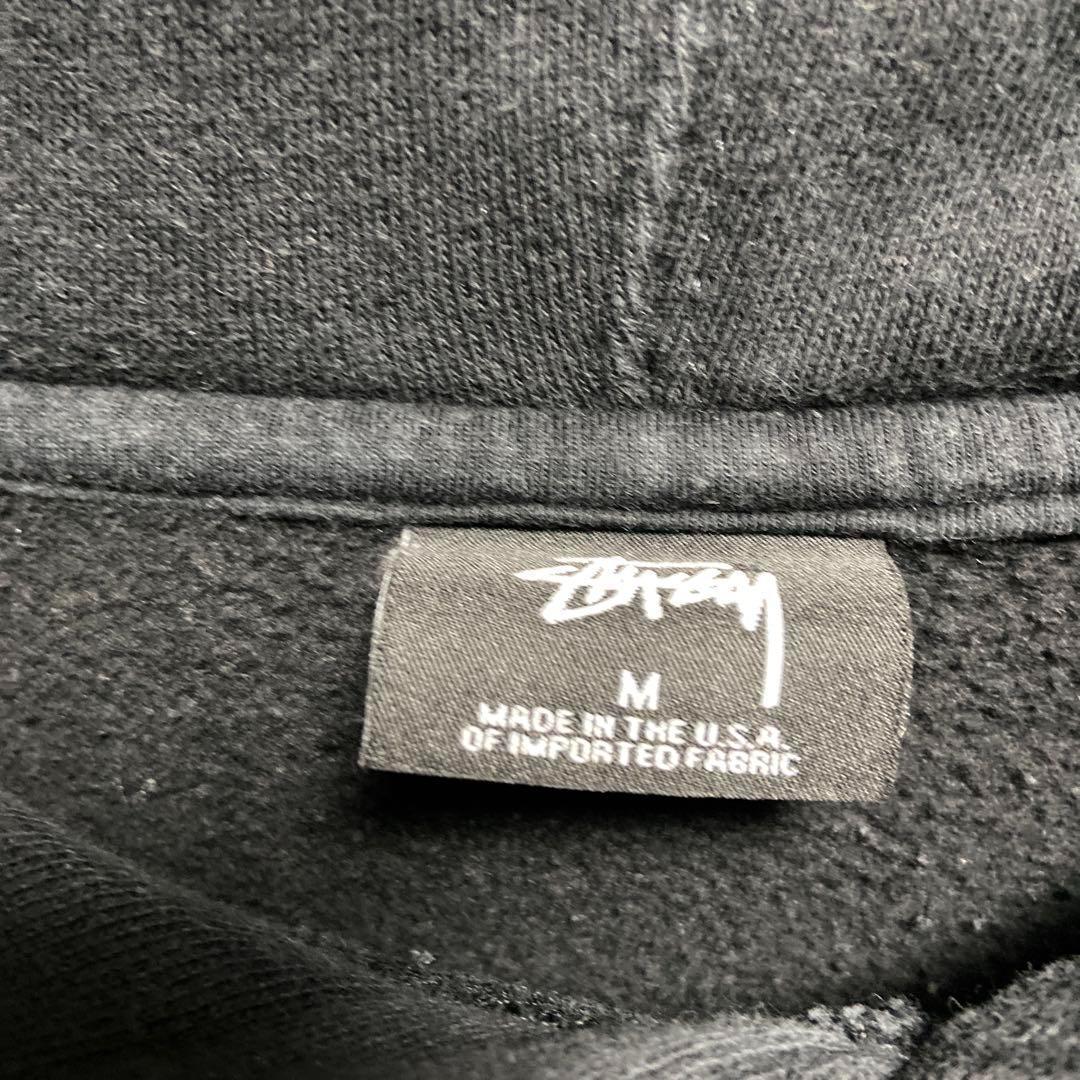 STÜSSY
M
MADE IN THE U.S.A.
OF IMPORTED FABRIC